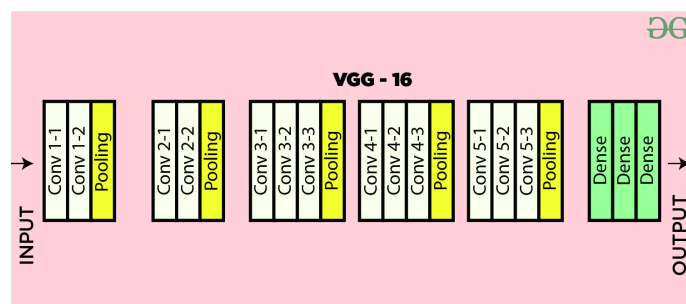 VGG - 16
INPUT
Conv 1-1
Conv 1-2
Pooling
Conv 2-1
Conv 2-2
Pooling
Conv 3-1
Conv 3-2
Conv 3-3
Pooling
Conv 4-1
Conv 4-2
Conv 4-3
Pooling
Conv 5-1
Conv 5-2
Conv 5-3
Pooling
Dense
Dense
Dense
OUTPUT